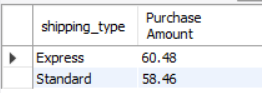 shipping_type Purchase Amount
Express 60.48
Standard 58.46